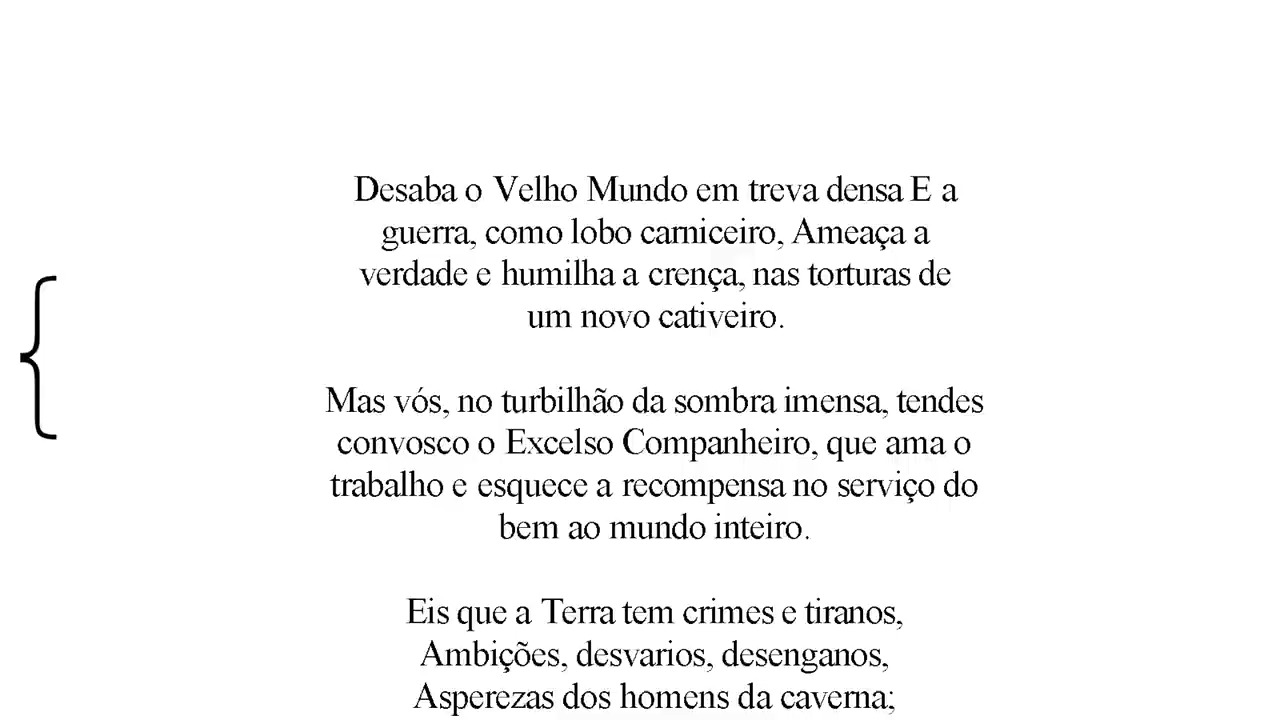 Desaba o Velho Mundo em treva densa E a
guerra, como lobo carniceiro, Ameaça a
verdade e humilha a crença, nas torturas de
um novo cativeiro.
Mas vós, no turbilhão da sombra imensa, tendes
convosco o Excelso Companheiro, que ama o
trabalho e esquece a recompensa no serviço do
bem ao mundo inteiro.
Eis que a Terra tem crimes e tiranos,
Ambições, desvarios, desenganos,
Asperezas dos homens da caverna;